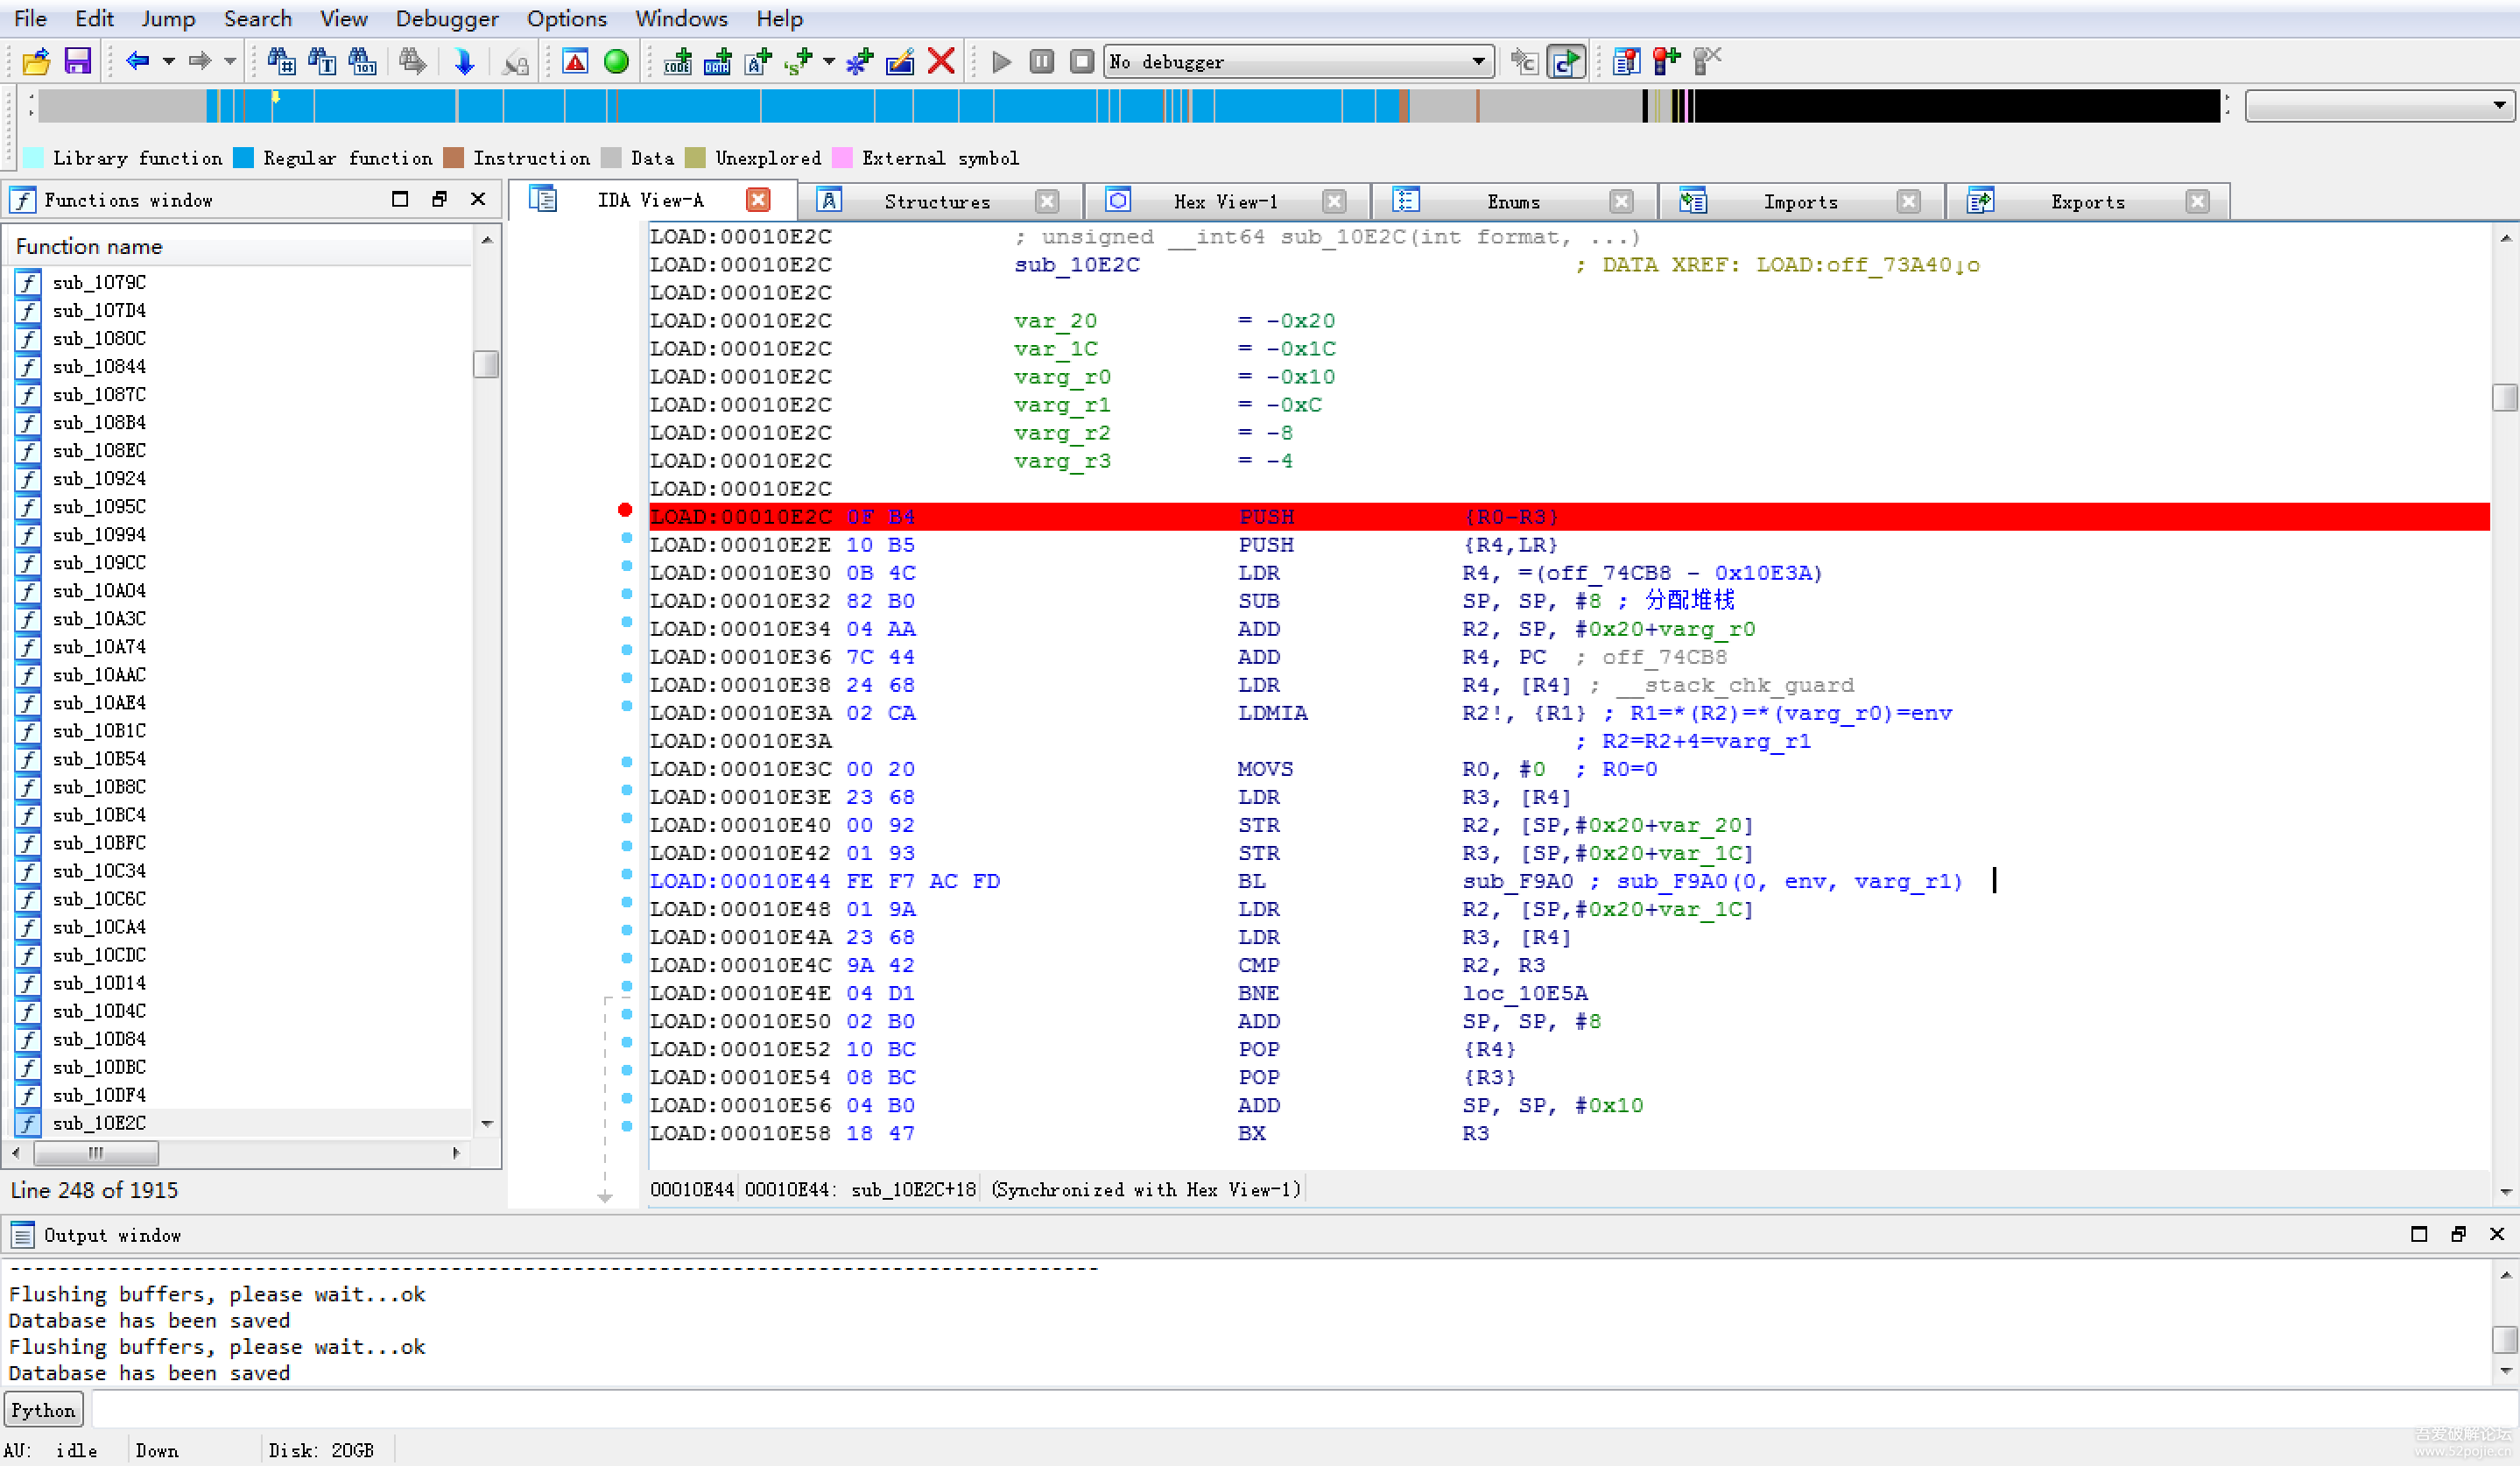 File Edit Jump Search View Debugger Options Windows Help
No debugger
Library function Regular function Instruction Data Unexplored External symbol
Functions window
Function name
sub_1079C
sub_107D4
sub_1080C
sub_10844
sub_1087C
sub_108B4
sub_108EC
sub_10924
sub_1095C
sub_10994
sub_109CC
sub_10A04
sub_10A3C
sub_10A74
sub_10AAC
sub_10AE4
sub_10B1C
sub_10B54
sub_10B8C
sub_10BC4
sub_10BFC
sub_10C34
sub_10C6C
sub_10CA4
sub_10CDC
sub_10D14
sub_10D4C
sub_10D84
sub_10DBC
sub_10DF4
sub_10E2C
Line 248 of 1915
IDA View-A Structures Hex View-1 Enums Imports Exports
LOAD:00010E2C ; unsigned __int64 sub_10E2C(int format, ...)
LOAD:00010E2C sub_10E2C ; DATA XREF: LOAD:off_73A40↓o
LOAD:00010E2C
LOAD:00010E2C var_20 = -0x20
LOAD:00010E2C var_1C = -0x1C
LOAD:00010E2C varg_r0 = -0x10
LOAD:00010E2C varg_r1 = -0xC
LOAD:00010E2C varg_r2 = -8
LOAD:00010E2C varg_r3 = -4
LOAD:00010E2C
LOAD:00010E2C 0F B4 PUSH {R0-R3}
LOAD:00010E2E 10 B5 PUSH {R4,LR}
LOAD:00010E30 0B 4C LDR R4, =(off_74CB8 - 0x10E3A)
LOAD:00010E32 82 B0 SUB SP, SP, #8 ; 分配堆栈
LOAD:00010E34 04 AA ADD R2, SP, #0x20+varg_r0
LOAD:00010E36 7C 44 ADD R4, PC ; off_74CB8
LOAD:00010E38 24 68 LDR R4, [R4] ; __stack_chk_guard
LOAD:00010E3A 02 CA LDMIA R2!, {R1} ; R1=*(R2)=*(varg_r0)=env
LOAD:00010E3A ; R2=R2+4=varg_r1
LOAD:00010E3C 00 20 MOVS R0, #0 ; R0=0
LOAD:00010E3E 23 68 LDR R3, [R4]
LOAD:00010E40 00 92 STR R2, [SP,#0x20+var_20]
LOAD:00010E42 01 93 STR R3, [SP,#0x20+var_1C]
LOAD:00010E44 FE F7 AC FD BL sub_F9A0 ; sub_F9A0(0, env, varg_r1)
LOAD:00010E48 01 9A LDR R2, [SP,#0x20+var_1C]
LOAD:00010E4A 23 68 LDR R3, [R4]
LOAD:00010E4C 9A 42 CMP R2, R3
LOAD:00010E4E 04 D1 BNE loc_10E5A
LOAD:00010E50 02 B0 ADD SP, SP, #8
LOAD:00010E52 10 BC POP {R4}
LOAD:00010E54 08 BC POP {R3}
LOAD:00010E56 04 B0 ADD SP, SP, #0x10
LOAD:00010E58 18 47 BX R3
00010E44 00010E44: sub_10E2C+18 (Synchronized with Hex View-1)
Output window
-----------------------------------------------------------------------------------------
Flushing buffers, please wait...ok
Database has been saved
Flushing buffers, please wait...ok
Database has been saved
Python
AU: idle Down Disk: 20GB
吾爱破解论坛
www.52pojie.cn